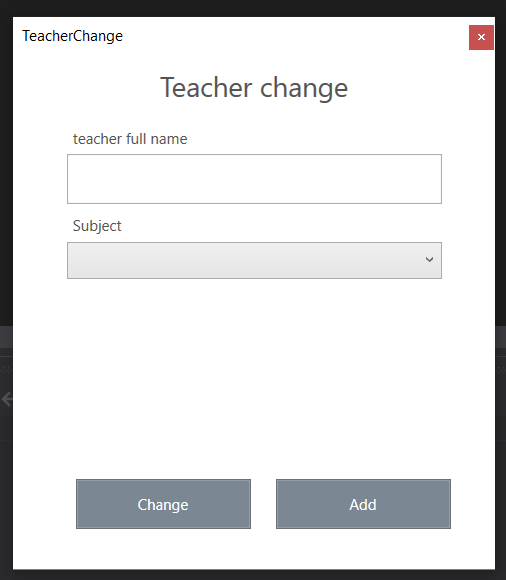 TeacherChange
Teacher change
teacher full name
Subject
Change
Add